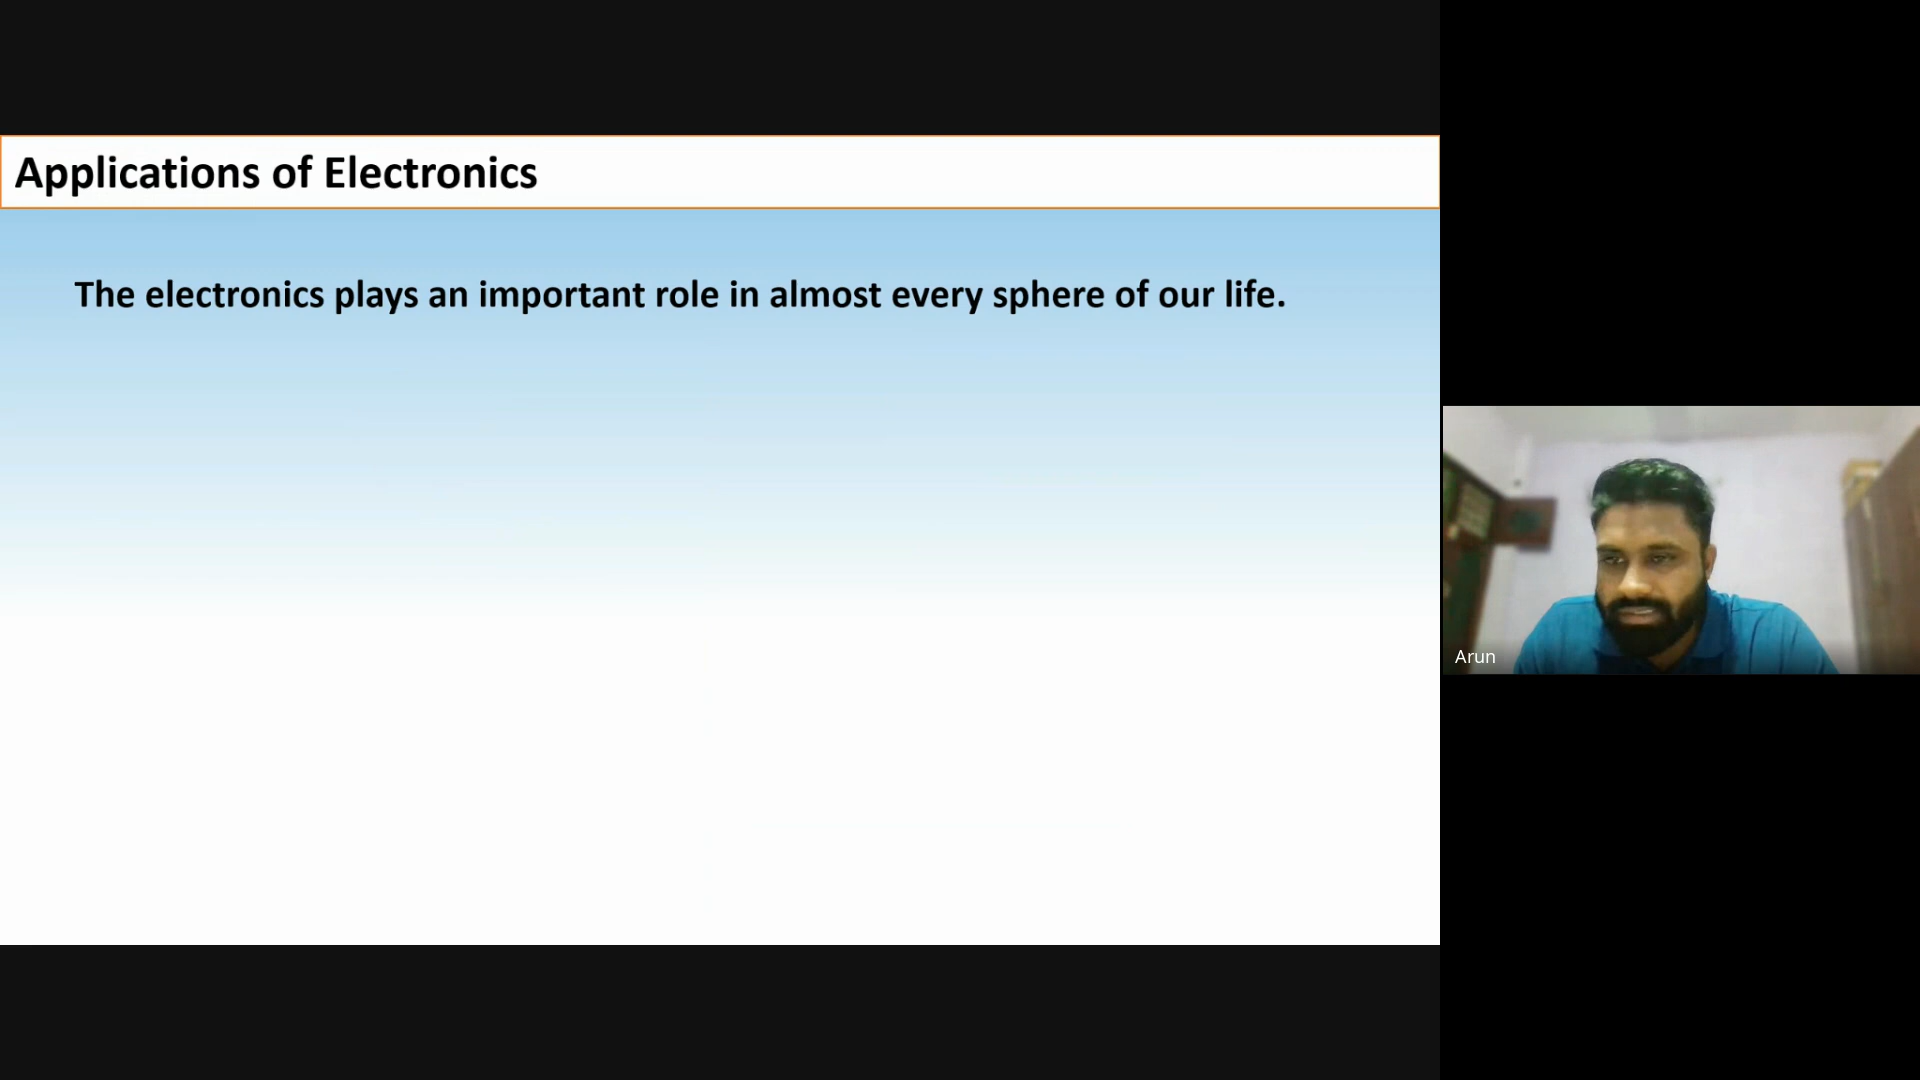 Applications of Electronics
The electronics plays an important role in almost every sphere of our life.
Arun